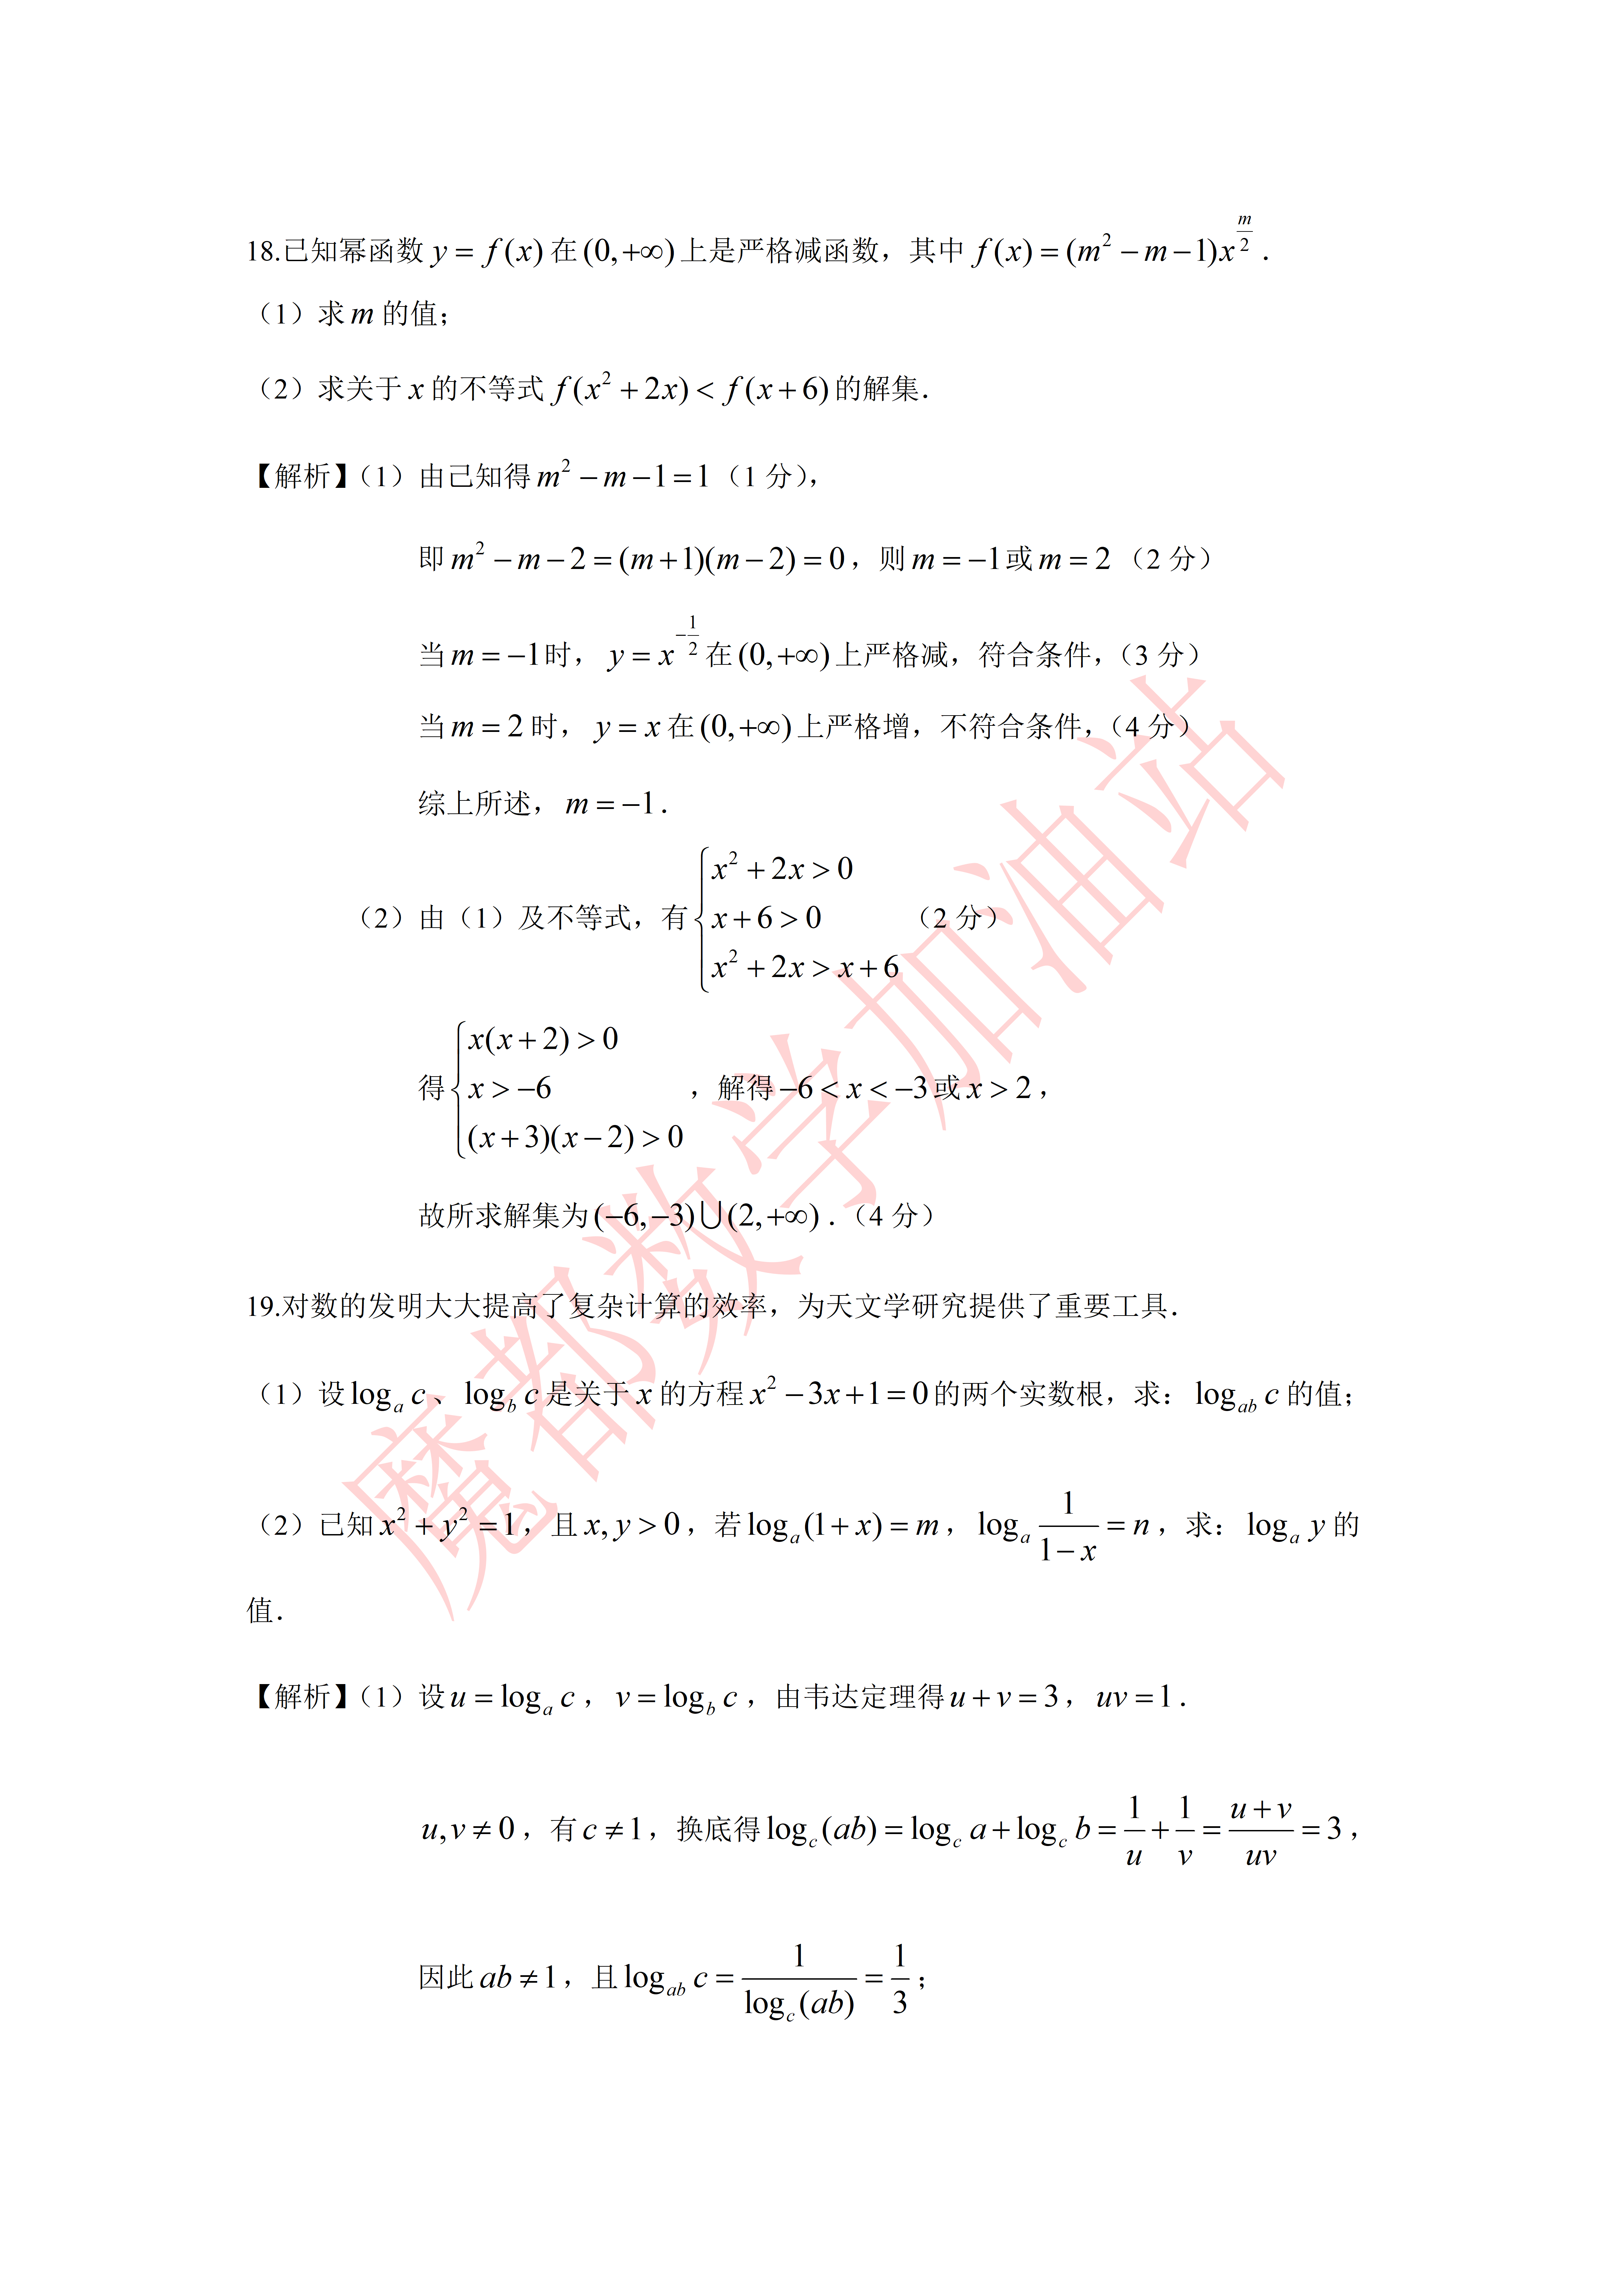 18.已知幂函数 y = f(x) 在 (0,+∞) 上是严格减函数，其中 f(x) = (m² − m − 1)x^{m/2}．
（1）求 m 的值；
（2）求关于 x 的不等式 f(x² + 2x) < f(x + 6) 的解集．
【解析】（1）由已知得 m² − m − 1 = 1（1 分），
即 m² − m − 2 = (m + 1)(m − 2) = 0，则 m = −1 或 m = 2（2 分）
当 m = −1 时， y = x^{−1/2} 在 (0,+∞) 上严格减，符合条件，（3 分）
当 m = 2 时， y = x 在 (0,+∞) 上严格增，不符合条件，（4 分）
综上所述， m = −1．
（2）由（1）及不等式，有 { x² + 2x > 0
x + 6 > 0
x² + 2x > x + 6 （2 分）
得 { x(x + 2) > 0
x > −6
(x + 3)(x − 2) > 0 ，解得 −6 < x < −3 或 x > 2，
故所求解集为 (−6,−3)⋃(2,+∞)．（4 分）
19.对数的发明大大提高了复杂计算的效率，为天文学研究提供了重要工具．
（1）设 log_a c、log_b c 是关于 x 的方程 x² − 3x + 1 = 0 的两个实数根，求： log_{ab} c 的值；
（2）已知 x² + y² = 1，且 x, y > 0，若 log_a(1 + x) = m， log_a \frac{1}{1 − x} = n，求： log_a y 的
值．
【解析】（1）设 u = log_a c， v = log_b c，由韦达定理得 u + v = 3， uv = 1．
u, v ≠ 0，有 c ≠ 1，换底得 log_c(ab) = log_c a + log_c b = \frac{1}{u} + \frac{1}{v} = \frac{u + v}{uv} = 3，
因此 ab ≠ 1，且 log_{ab} c = \frac{1}{log_c(ab)} = \frac{1}{3}；
魔都数学加油站